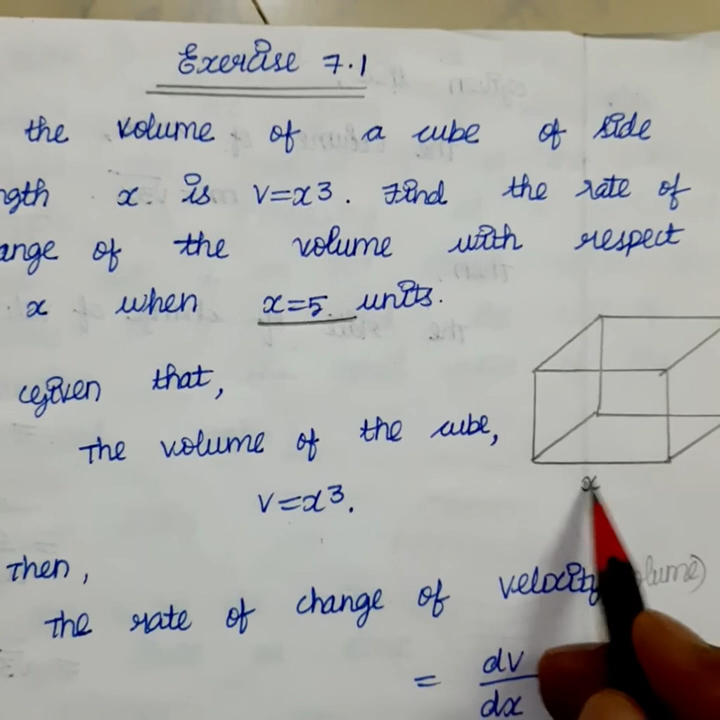 Exercise 7.1
the volume of a cube of side
ngth x is V=x3. Find the rate of
ange of the volume with respect
x when x=5 units.
Given that,
The volume of the cube,
V=x3.
x
Then,
The rate of change of velocity olume)
= dv
dx